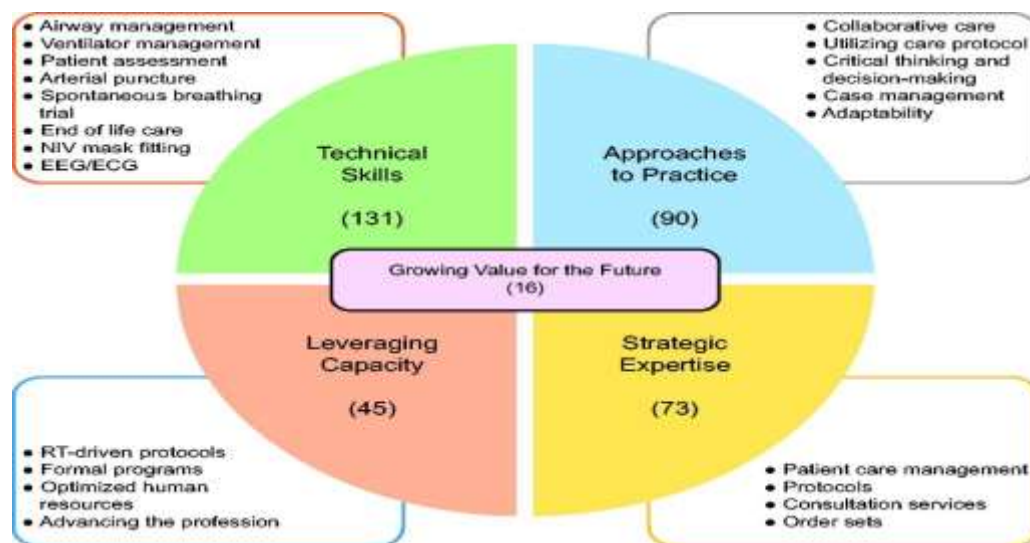 • Airway management
• Ventilator management
• Patient assessment
• Arterial puncture
• Spontaneous breathing
trial
• End of life care
• NIV mask fitting
• EEG/ECG
• Collaborative care
• Utilizing care protocol
• Critical thinking and
decision-making
• Case management
• Adaptability
Technical
Skills
(131)
Approaches
to Practice
(90)
Growing Value for the Future
(16)
Leveraging
Capacity
(45)
Strategic
Expertise
(73)
• RT-driven protocols
• Formal programs
• Optimized human
resources
• Advancing the profession
• Patient care management
• Protocols
• Consultation services
• Order sets